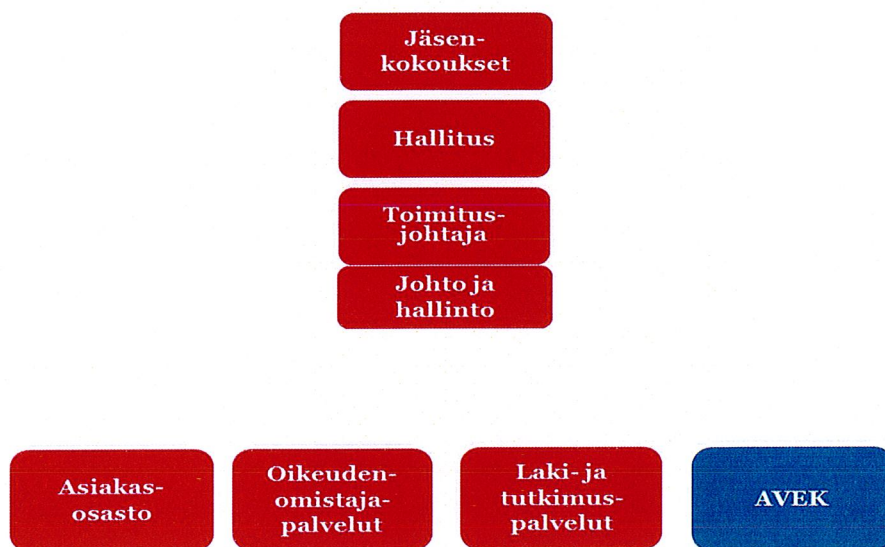 Jäsen-
kokoukset
Hallitus
Toimitus-
johtaja
Johto ja
hallinto
Asiakas-
osasto
Oikeuden-
omistaja-
palvelut
Laki- ja
tutkimus-
palvelut
AVEK